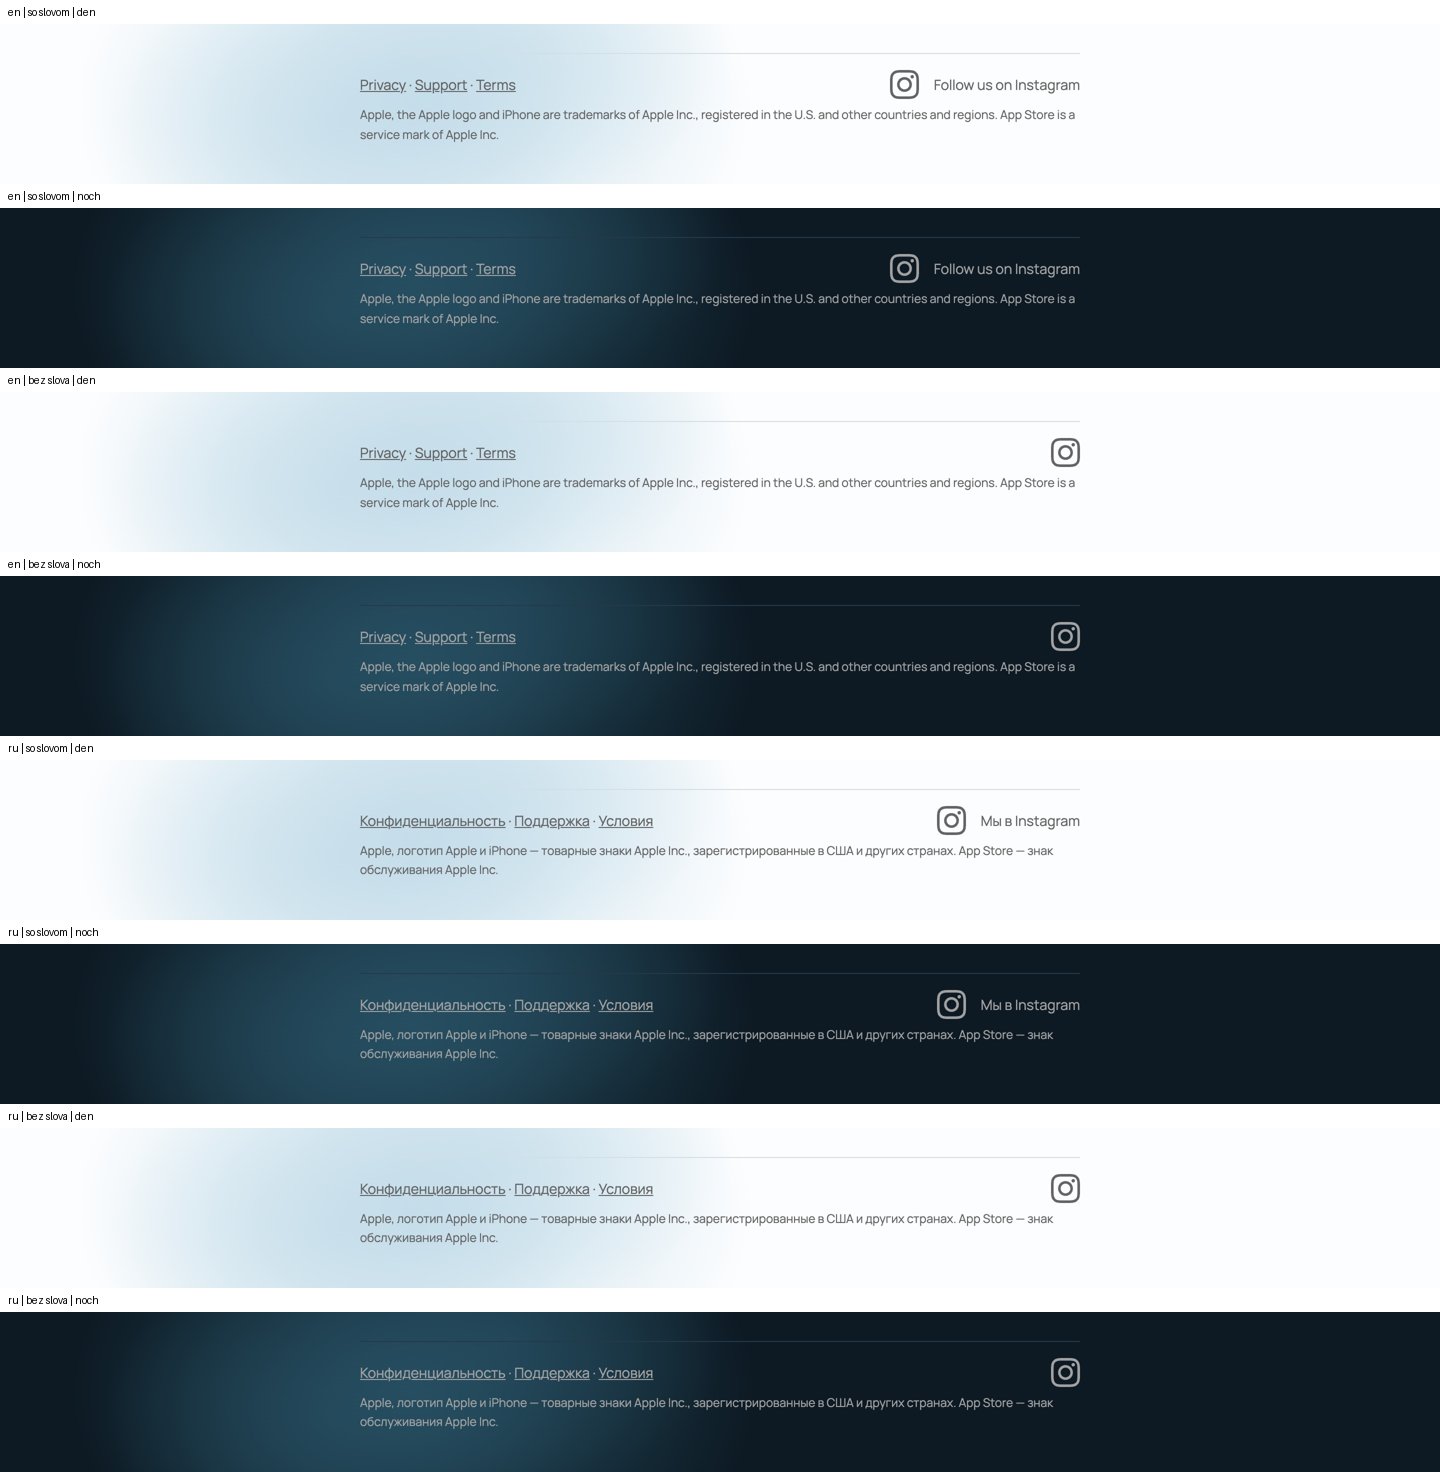 en | so slovom | den
Privacy · Support · Terms
Follow us on Instagram
Apple, the Apple logo and iPhone are trademarks of Apple Inc., registered in the U.S. and other countries and regions. App Store is a
service mark of Apple Inc.
en | so slovom | noch
Privacy · Support · Terms
Follow us on Instagram
Apple, the Apple logo and iPhone are trademarks of Apple Inc., registered in the U.S. and other countries and regions. App Store is a
service mark of Apple Inc.
en | bez slova | den
Privacy · Support · Terms
Apple, the Apple logo and iPhone are trademarks of Apple Inc., registered in the U.S. and other countries and regions. App Store is a
service mark of Apple Inc.
en | bez slova | noch
Privacy · Support · Terms
Apple, the Apple logo and iPhone are trademarks of Apple Inc., registered in the U.S. and other countries and regions. App Store is a
service mark of Apple Inc.
ru | so slovom | den
Конфиденциальность · Поддержка · Условия
Мы в Instagram
Apple, логотип Apple и iPhone — товарные знаки Apple Inc., зарегистрированные в США и других странах. App Store — знак
обслуживания Apple Inc.
ru | so slovom | noch
Конфиденциальность · Поддержка · Условия
Мы в Instagram
Apple, логотип Apple и iPhone — товарные знаки Apple Inc., зарегистрированные в США и других странах. App Store — знак
обслуживания Apple Inc.
ru | bez slova | den
Конфиденциальность · Поддержка · Условия
Apple, логотип Apple и iPhone — товарные знаки Apple Inc., зарегистрированные в США и других странах. App Store — знак
обслуживания Apple Inc.
ru | bez slova | noch
Конфиденциальность · Поддержка · Условия
Apple, логотип Apple и iPhone — товарные знаки Apple Inc., зарегистрированные в США и других странах. App Store — знак
обслуживания Apple Inc.